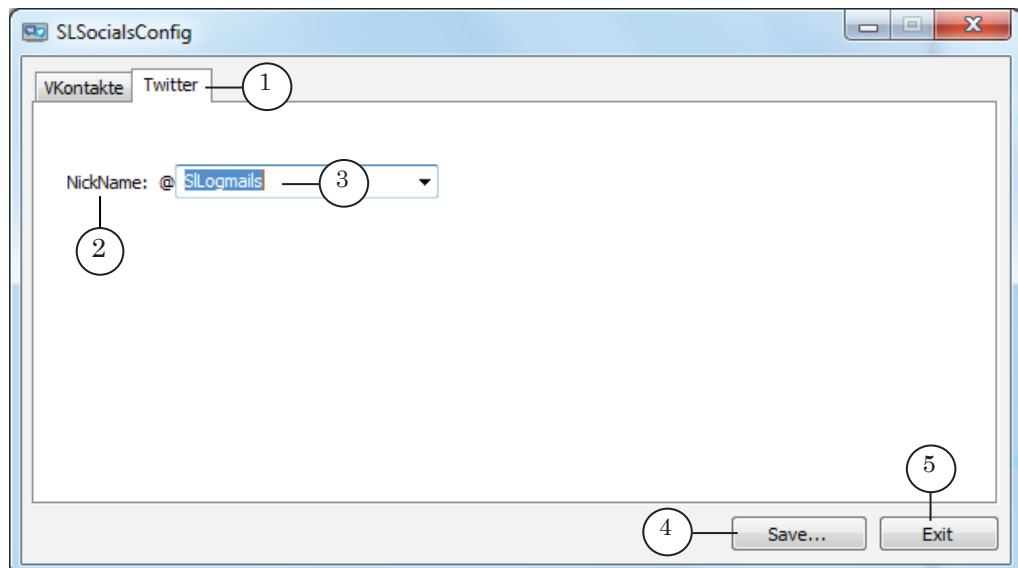 SLSocialsConfig
VKontakte Twitter 1
NickName: @ SlLogmails 3
2
5
4 Save... Exit